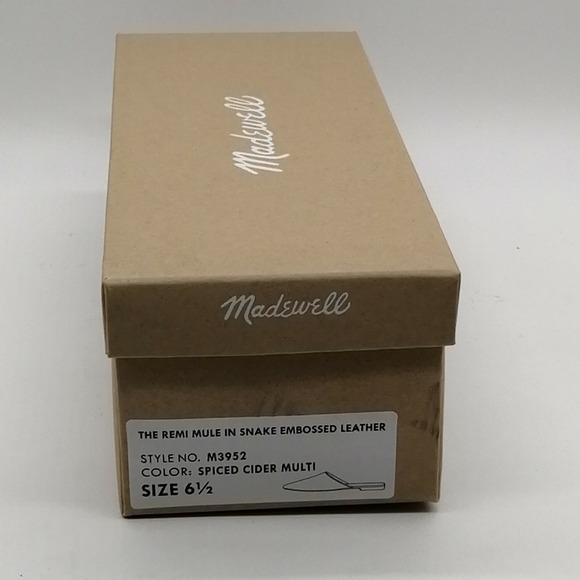 Madewell
Madewell
THE REMI MULE IN SNAKE EMBOSSED LEATHER
STYLE NO. M3952
COLOR: SPICED CIDER MULTI
SIZE 6½